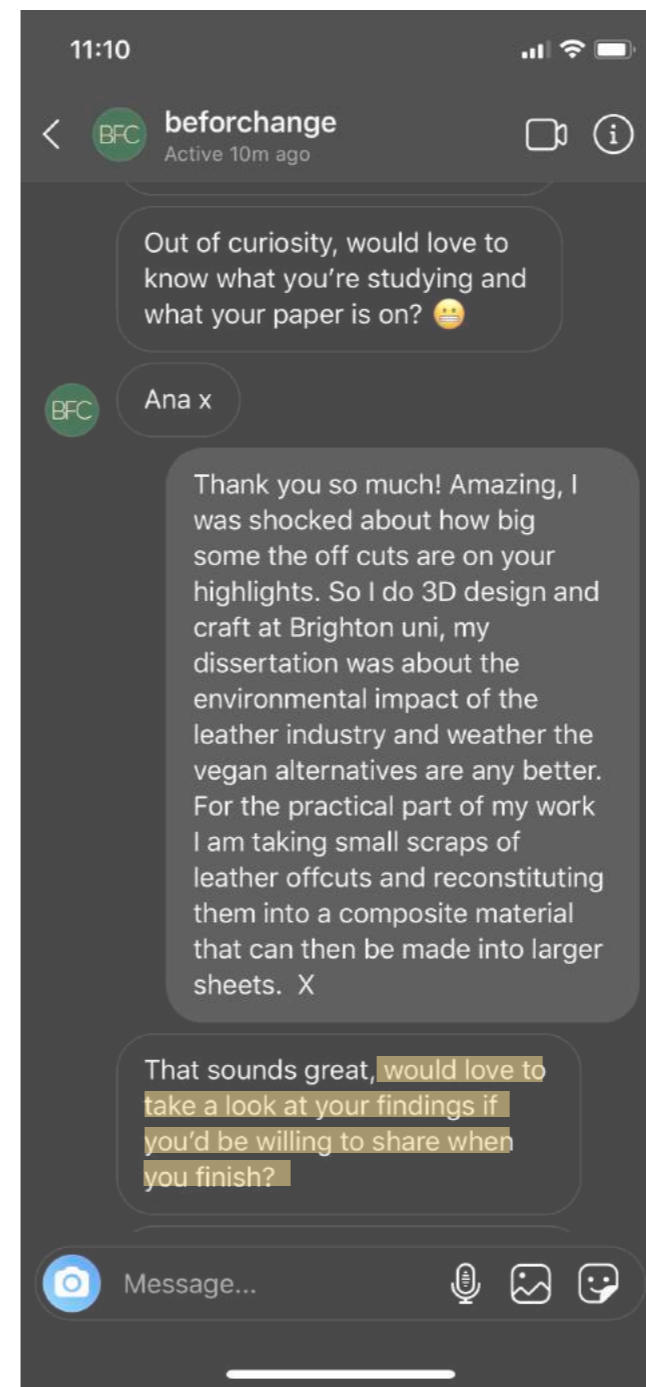 11:10
BFC
beforchange
Active 10m ago
Out of curiosity, would love to
know what you're studying and
what your paper is on? 😬
BFC
Ana x
Thank you so much! Amazing, I
was shocked about how big
some the off cuts are on your
highlights. So I do 3D design and
craft at Brighton uni, my
dissertation was about the
environmental impact of the
leather industry and weather the
vegan alternatives are any better.
For the practical part of my work
I am taking small scraps of
leather offcuts and reconstituting
them into a composite material
that can then be made into larger
sheets.  X
That sounds great, would love to
take a look at your findings if
you'd be willing to share when
you finish?
Message...